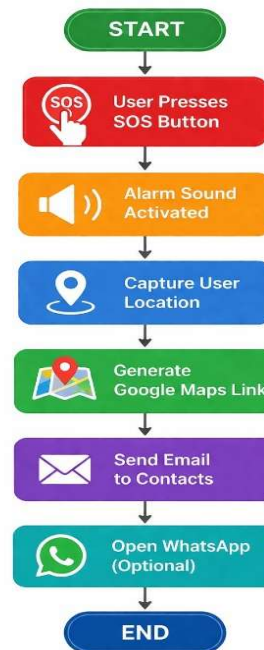 START
SOS
User Presses
SOS Button
Alarm Sound
Activated
Capture User
Location
Generate
Google Maps Link
Send Email
to Contacts
Open WhatsApp
(Optional)
END